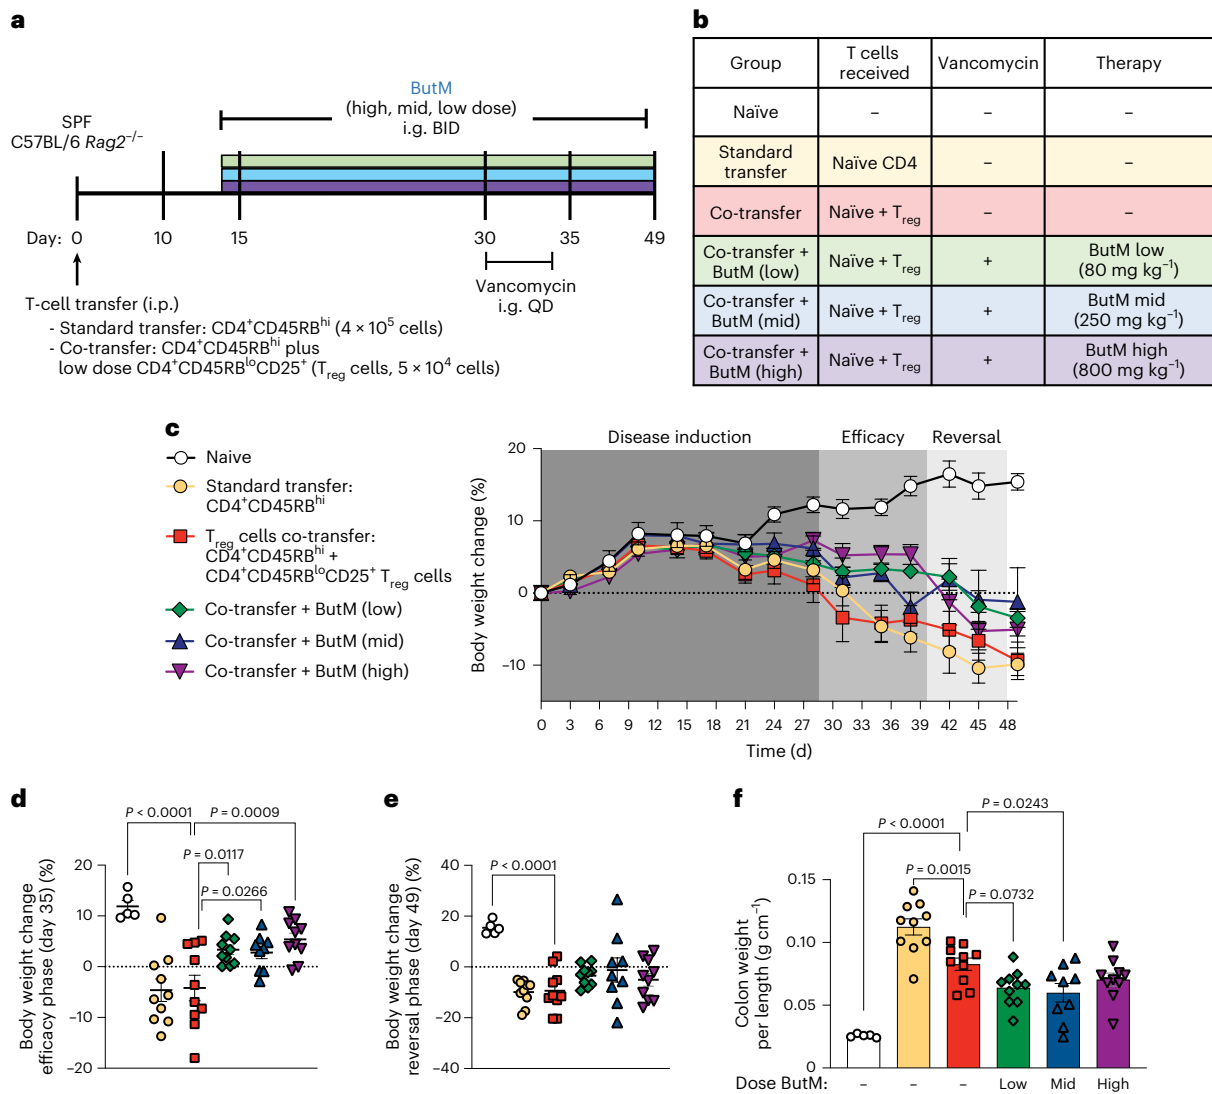 a
ButM
(high, mid, low dose)
i.g. BID
SPF
C57BL/6 Rag2–/–
Day: 0 10 15 30 35 49
Vancomycin
i.g. QD
T-cell transfer (i.p.)
- Standard transfer: CD4+CD45RBhi (4 × 10⁵ cells)
- Co-transfer: CD4+CD45RBhi plus
low dose CD4+CD45RBloCD25+ (Treg cells, 5 × 10⁴ cells)
b
Group T cells received Vancomycin Therapy
Naïve – – –
Standard transfer Naïve CD4 – –
Co-transfer Naïve + Treg – –
Co-transfer + ButM (low) Naïve + Treg + ButM low (80 mg kg–1)
Co-transfer + ButM (mid) Naïve + Treg + ButM mid (250 mg kg–1)
Co-transfer + ButM (high) Naïve + Treg + ButM high (800 mg kg–1)
c
Naive
Standard transfer:
CD4+CD45RBhi
Treg cells co-transfer:
CD4+CD45RBhi +
CD4+CD45RBloCD25+ Treg cells
Co-transfer + ButM (low)
Co-transfer + ButM (mid)
Co-transfer + ButM (high)
Disease induction Efficacy Reversal
Body weight change (%)
20
10
0
–10
0 3 6 9 12 15 18 21 24 27 30 33 36 39 42 45 48
Time (d)
d
P < 0.0001 P = 0.0009
P = 0.0117
P = 0.0266
Body weight change
efficacy phase (day 35) (%)
20
10
0
–10
–20
e
P < 0.0001
Body weight change
reversal phase (day 49) (%)
40
20
0
–20
–40
f
P = 0.0243
P < 0.0001
P = 0.0015
P = 0.0732
Colon weight
per length (g cm–1)
0.15
0.10
0.05
0
Dose ButM: – – – Low Mid High